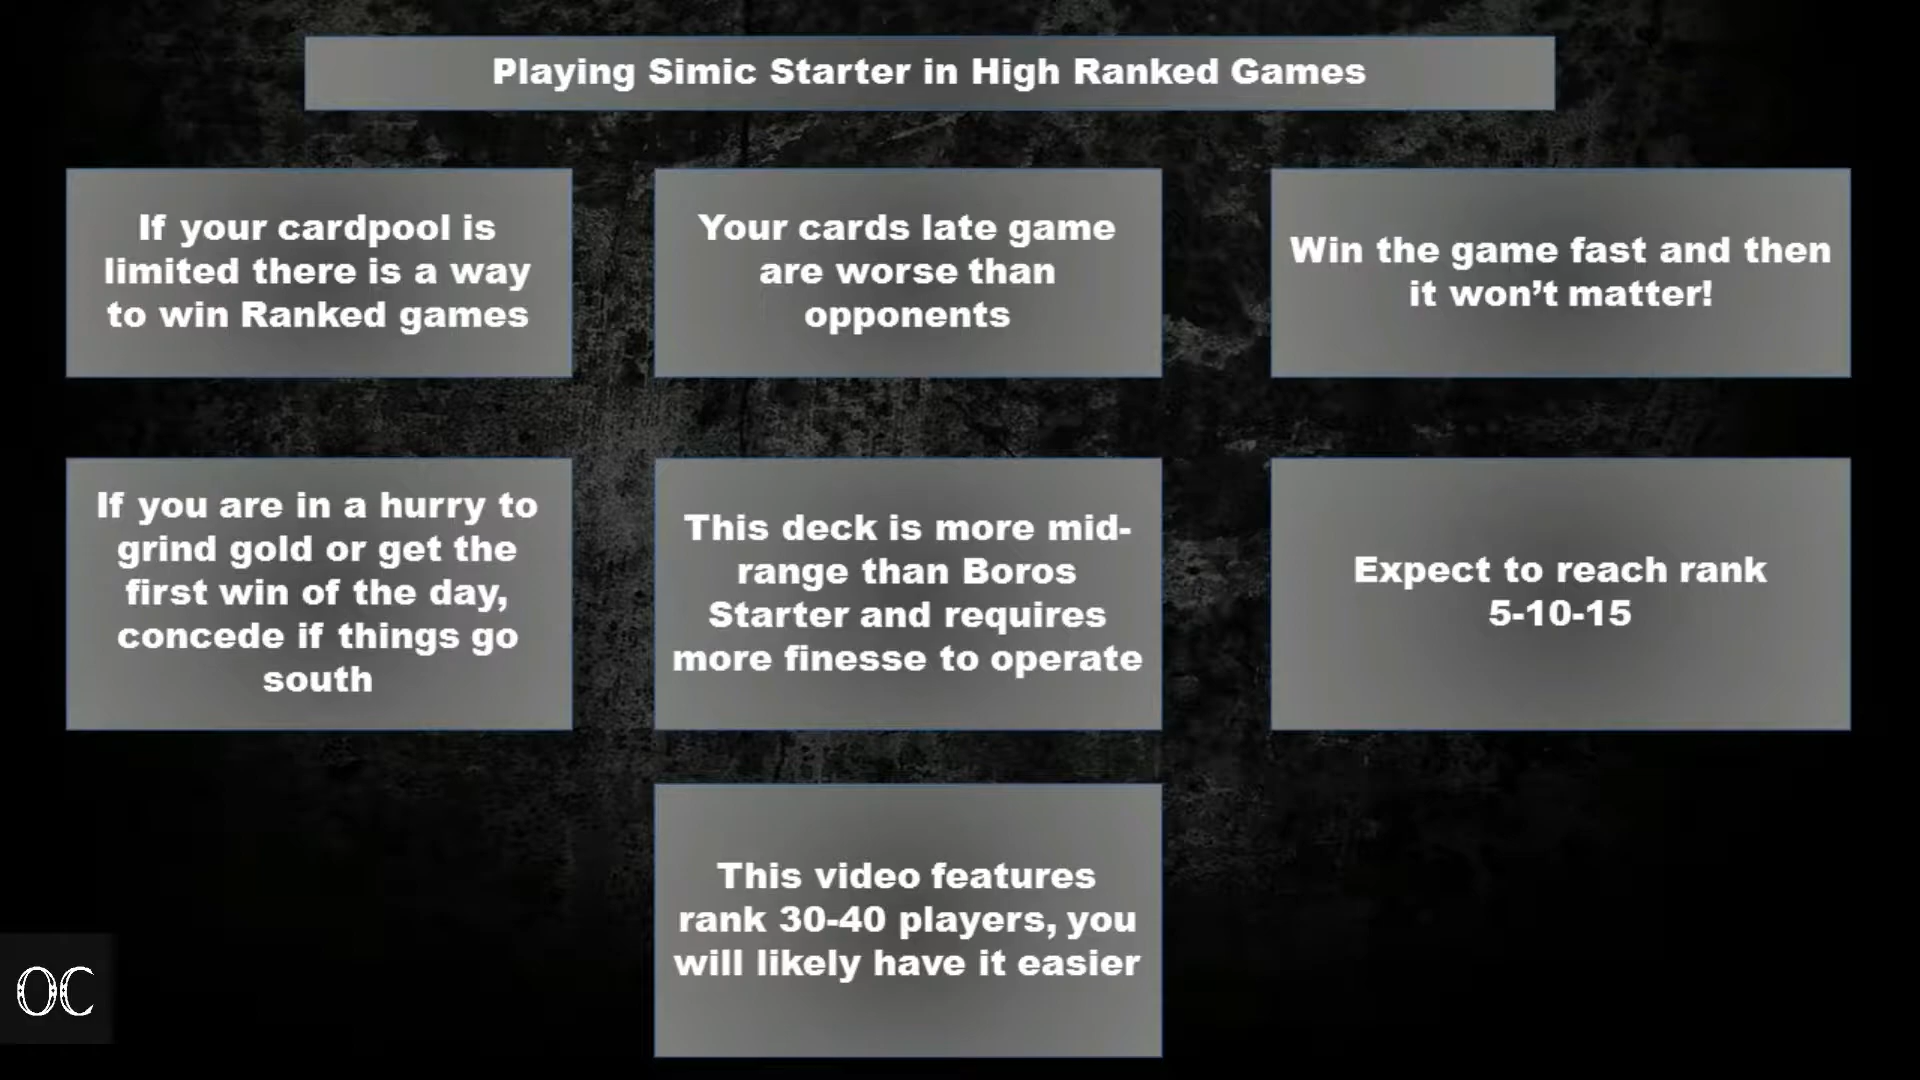 Playing Simic Starter in High Ranked Games
If your cardpool is
limited there is a way
to win Ranked games
Your cards late game
are worse than
opponents
Win the game fast and then
it won’t matter!
If you are in a hurry to
grind gold or get the
first win of the day,
concede if things go
south
This deck is more mid-
range than Boros
Starter and requires
more finesse to operate
Expect to reach rank
5-10-15
This video features
rank 30-40 players, you
will likely have it easier
OC